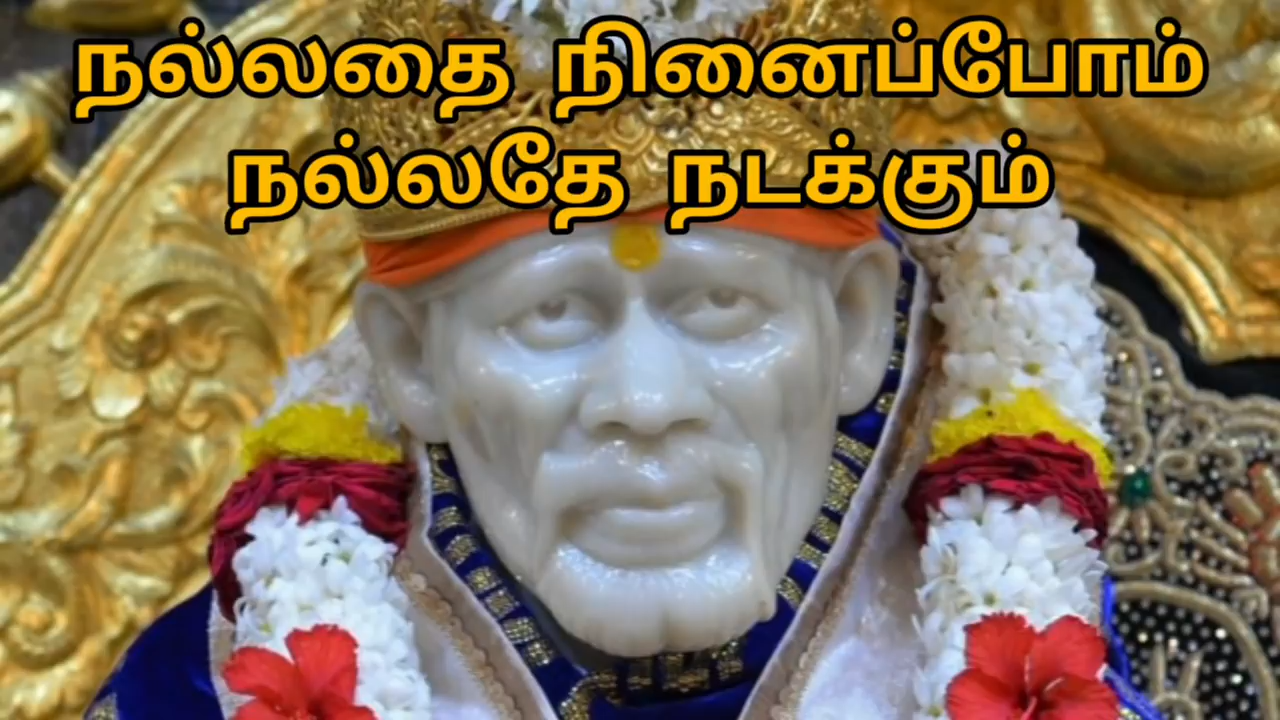 நல்லதை நினைப்போம்
நல்லதே நடக்கும்